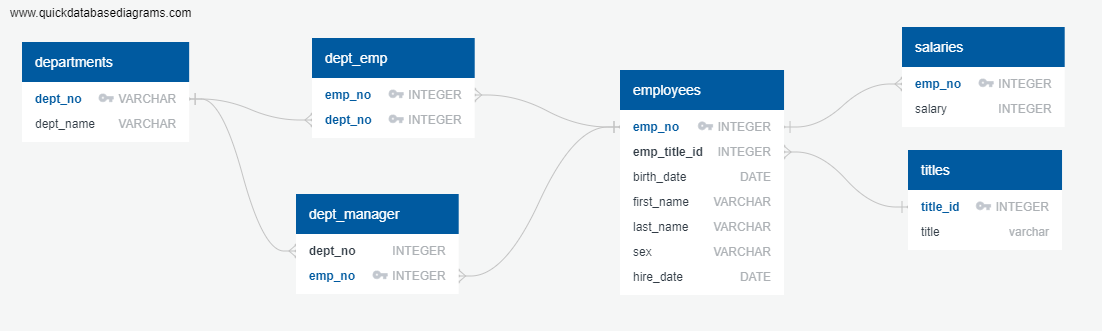 www.quickdatabasediagrams.com
departments
dept_no VARCHAR
dept_name VARCHAR
dept_emp
emp_no INTEGER
dept_no INTEGER
dept_manager
dept_no INTEGER
emp_no INTEGER
employees
emp_no INTEGER
emp_title_id INTEGER
birth_date DATE
first_name VARCHAR
last_name VARCHAR
sex VARCHAR
hire_date DATE
salaries
emp_no INTEGER
salary INTEGER
titles
title_id INTEGER
title varchar